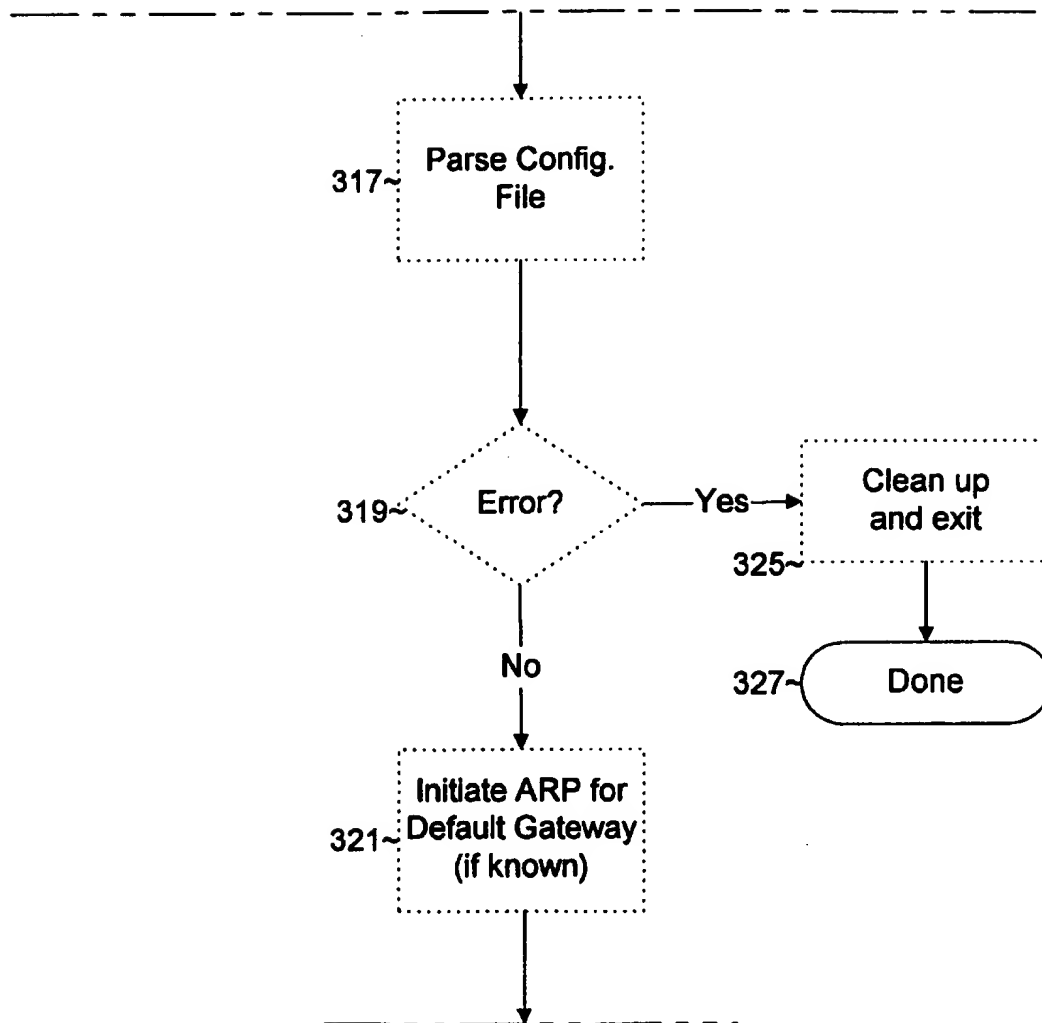 317~
Parse Config.
File
319~
Error?
Yes
Clean up
and exit
325~
No
327~
Done
321~
Initiate ARP for
Default Gateway
(if known)